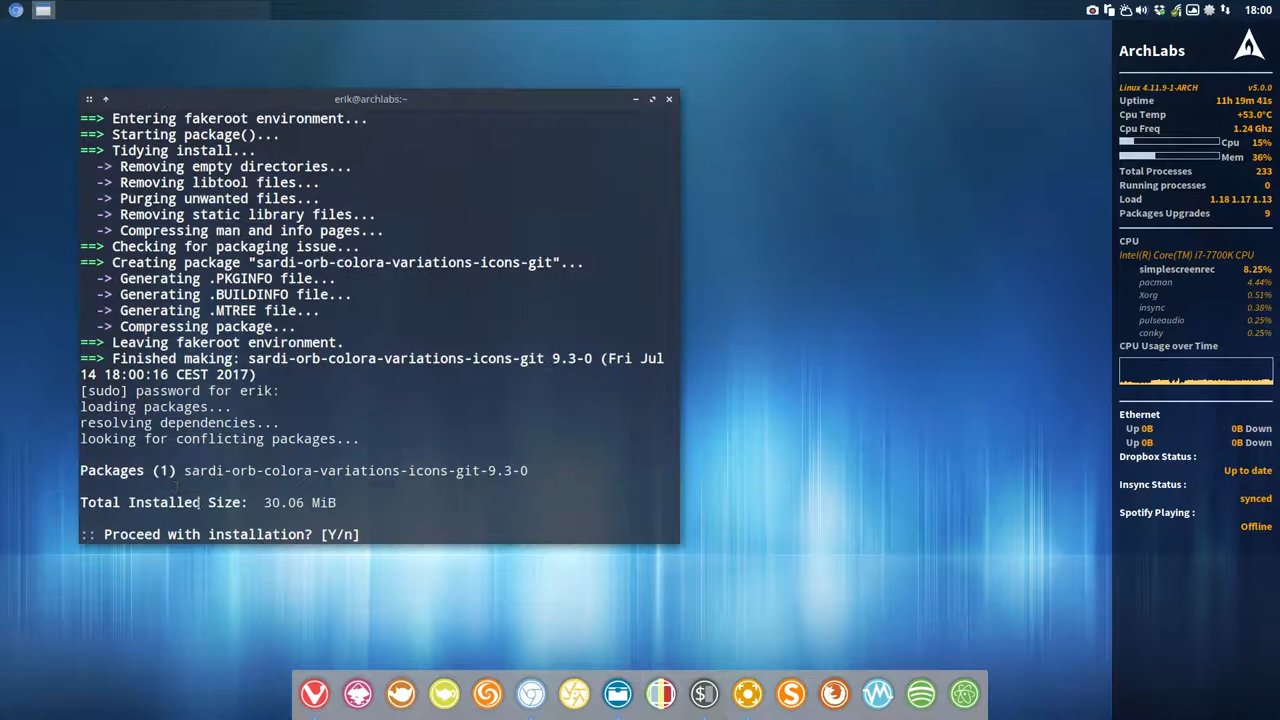 18:00
erik@archlabs:~
==> Entering fakeroot environment...
==> Starting package()...
==> Tidying install...
-> Removing empty directories...
-> Removing libtool files...
-> Purging unwanted files...
-> Removing static library files...
-> Compressing man and info pages...
==> Checking for packaging issue...
==> Creating package "sardi-orb-colora-variations-icons-git"...
-> Generating .PKGINFO file...
-> Generating .BUILDINFO file...
-> Generating .MTREE file...
-> Compressing package...
==> Leaving fakeroot environment.
==> Finished making: sardi-orb-colora-variations-icons-git 9.3-0 (Fri Jul
14 18:00:16 CEST 2017)
[sudo] password for erik:
loading packages...
resolving dependencies...
looking for conflicting packages...
Packages (1) sardi-orb-colora-variations-icons-git-9.3-0
Total Installed Size: 30.06 MiB
:: Proceed with installation? [Y/n]
ArchLabs
Linux 4.11.9-1-ARCH v5.0.0
Uptime 11h 19m 41s
Cpu Temp +53.0°C
Cpu Freq 1.24 Ghz
Cpu 15%
Mem 36%
Total Processes 233
Running processes 0
Load 1.18 1.17 1.13
Packages Upgrades 9
CPU
Intel(R) Core(TM) i7-7700K CPU
simplescreenrec 8.25%
pacman 4.44%
Xorg 0.51%
insync 0.38%
pulseaudio 0.25%
conky 0.25%
CPU Usage over Time
Ethernet
Up 0B 0B Down
Up 0B 0B Down
Dropbox Status :
Up to date
Insync Status :
synced
Spotify Playing :
Offline